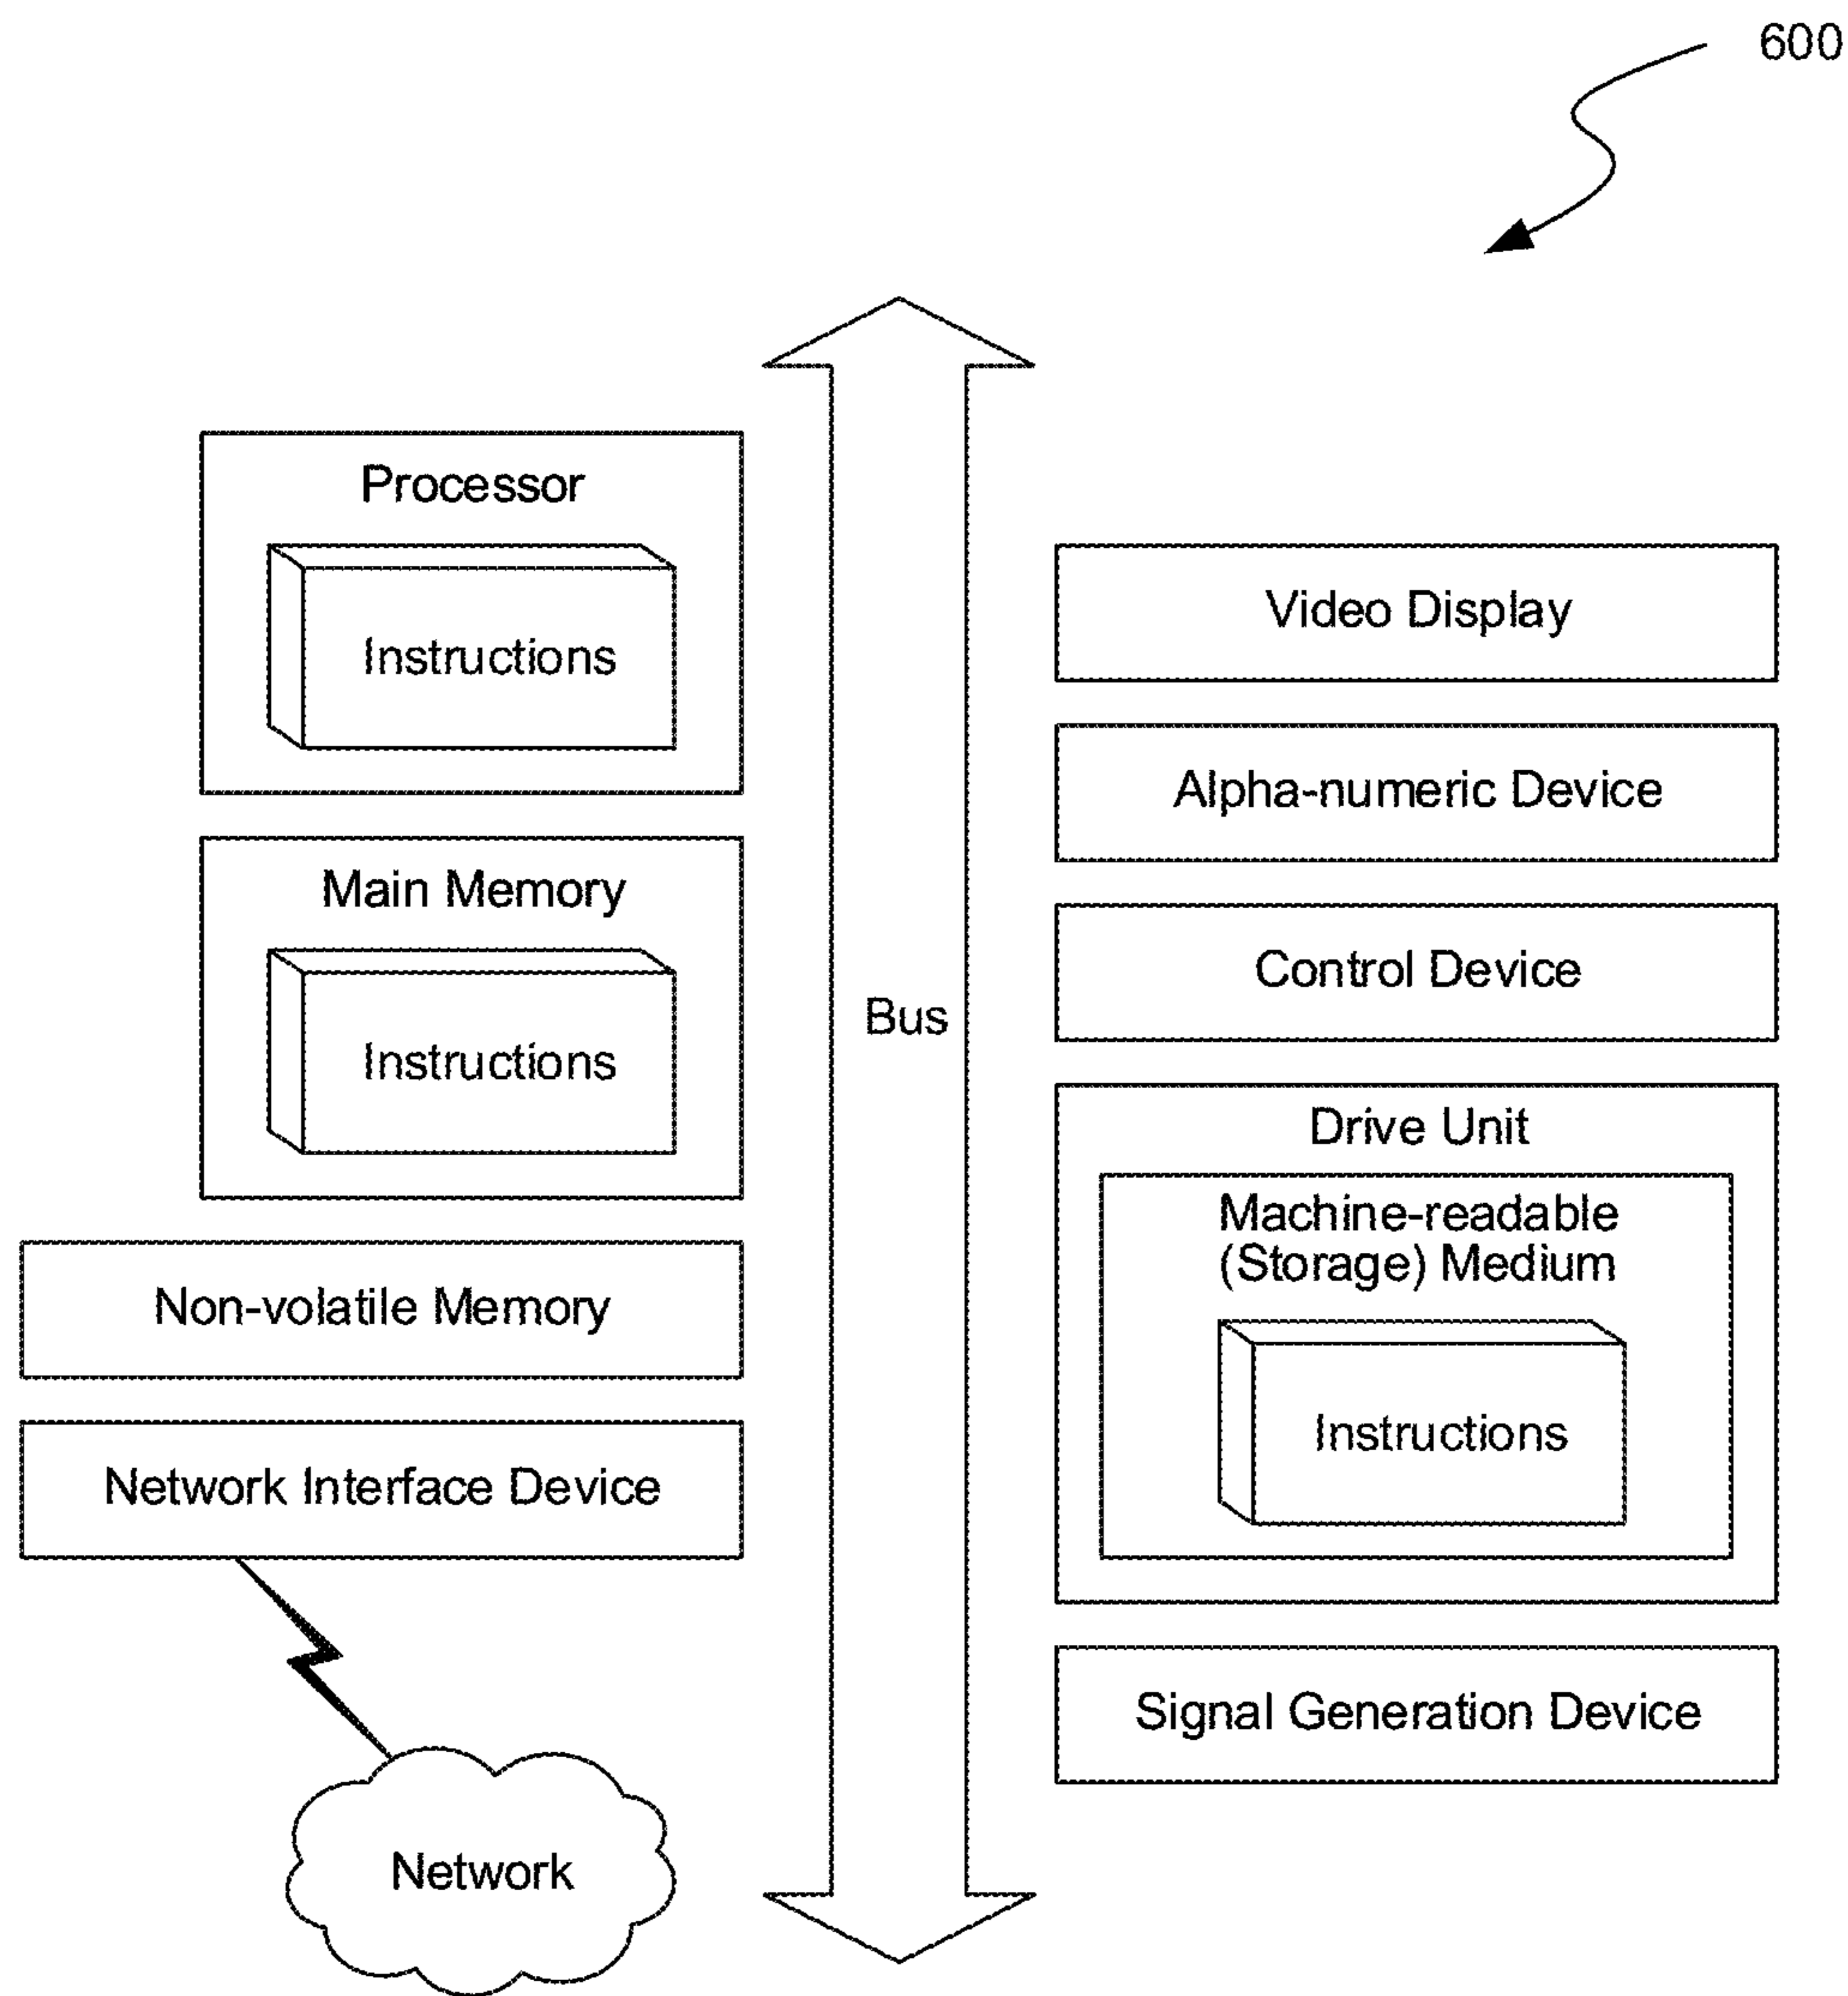 600
Processor
Instructions
Main Memory
Instructions
Non-volatile Memory
Network Interface Device
Network
Bus
Video Display
Alpha-numeric Device
Control Device
Drive Unit
Machine-readable
(Storage) Medium
Instructions
Signal Generation Device